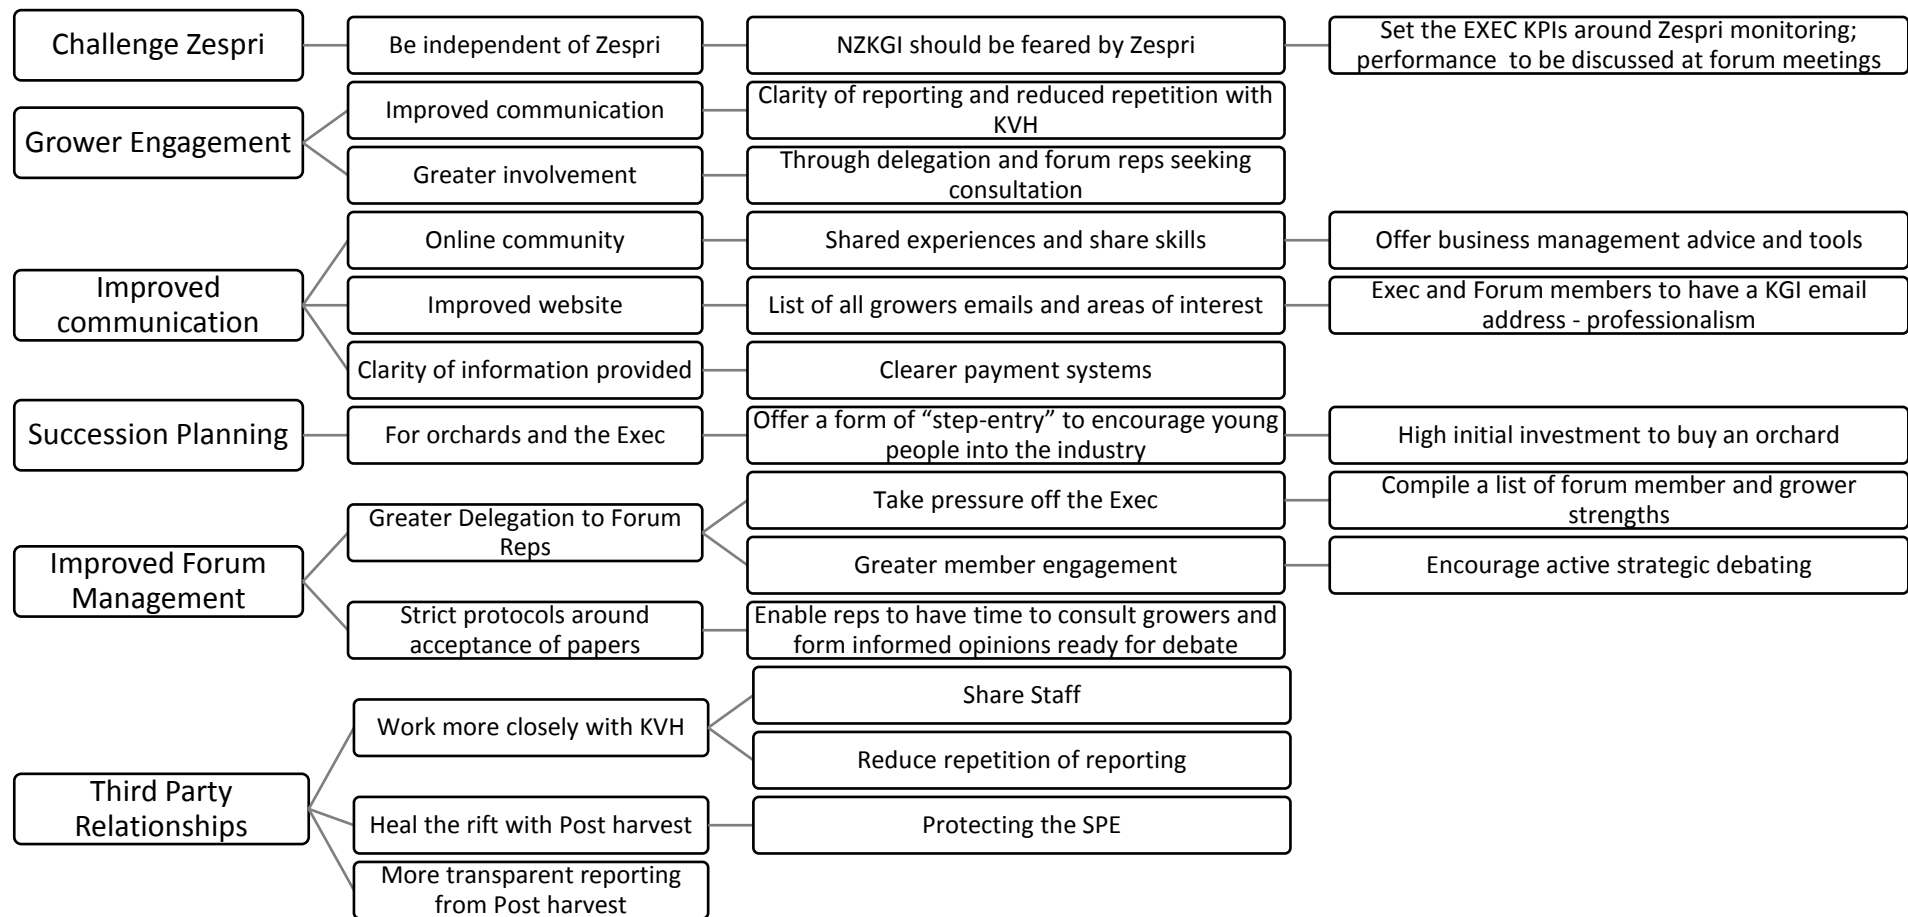 Challenge Zespri
Be independent of Zespri
NZKGI should be feared by Zespri
Set the EXEC KPIs around Zespri monitoring;
performance to be discussed at forum meetings
Grower Engagement
Improved communication
Clarity of reporting and reduced repetition with
KVH
Greater involvement
Through delegation and forum reps seeking
consultation
Improved
communication
Online community
Shared experiences and share skills
Offer business management advice and tools
Improved website
List of all growers emails and areas of interest
Exec and Forum members to have a KGI email
address - professionalism
Clarity of information provided
Clearer payment systems
Succession Planning
For orchards and the Exec
Offer a form of “step-entry” to encourage young
people into the industry
High initial investment to buy an orchard
Improved Forum
Management
Greater Delegation to Forum
Reps
Take pressure off the Exec
Compile a list of forum member and grower
strengths
Greater member engagement
Encourage active strategic debating
Strict protocols around
acceptance of papers
Enable reps to have time to consult growers and
form informed opinions ready for debate
Third Party
Relationships
Work more closely with KVH
Share Staff
Reduce repetition of reporting
Heal the rift with Post harvest
Protecting the SPE
More transparent reporting
from Post harvest